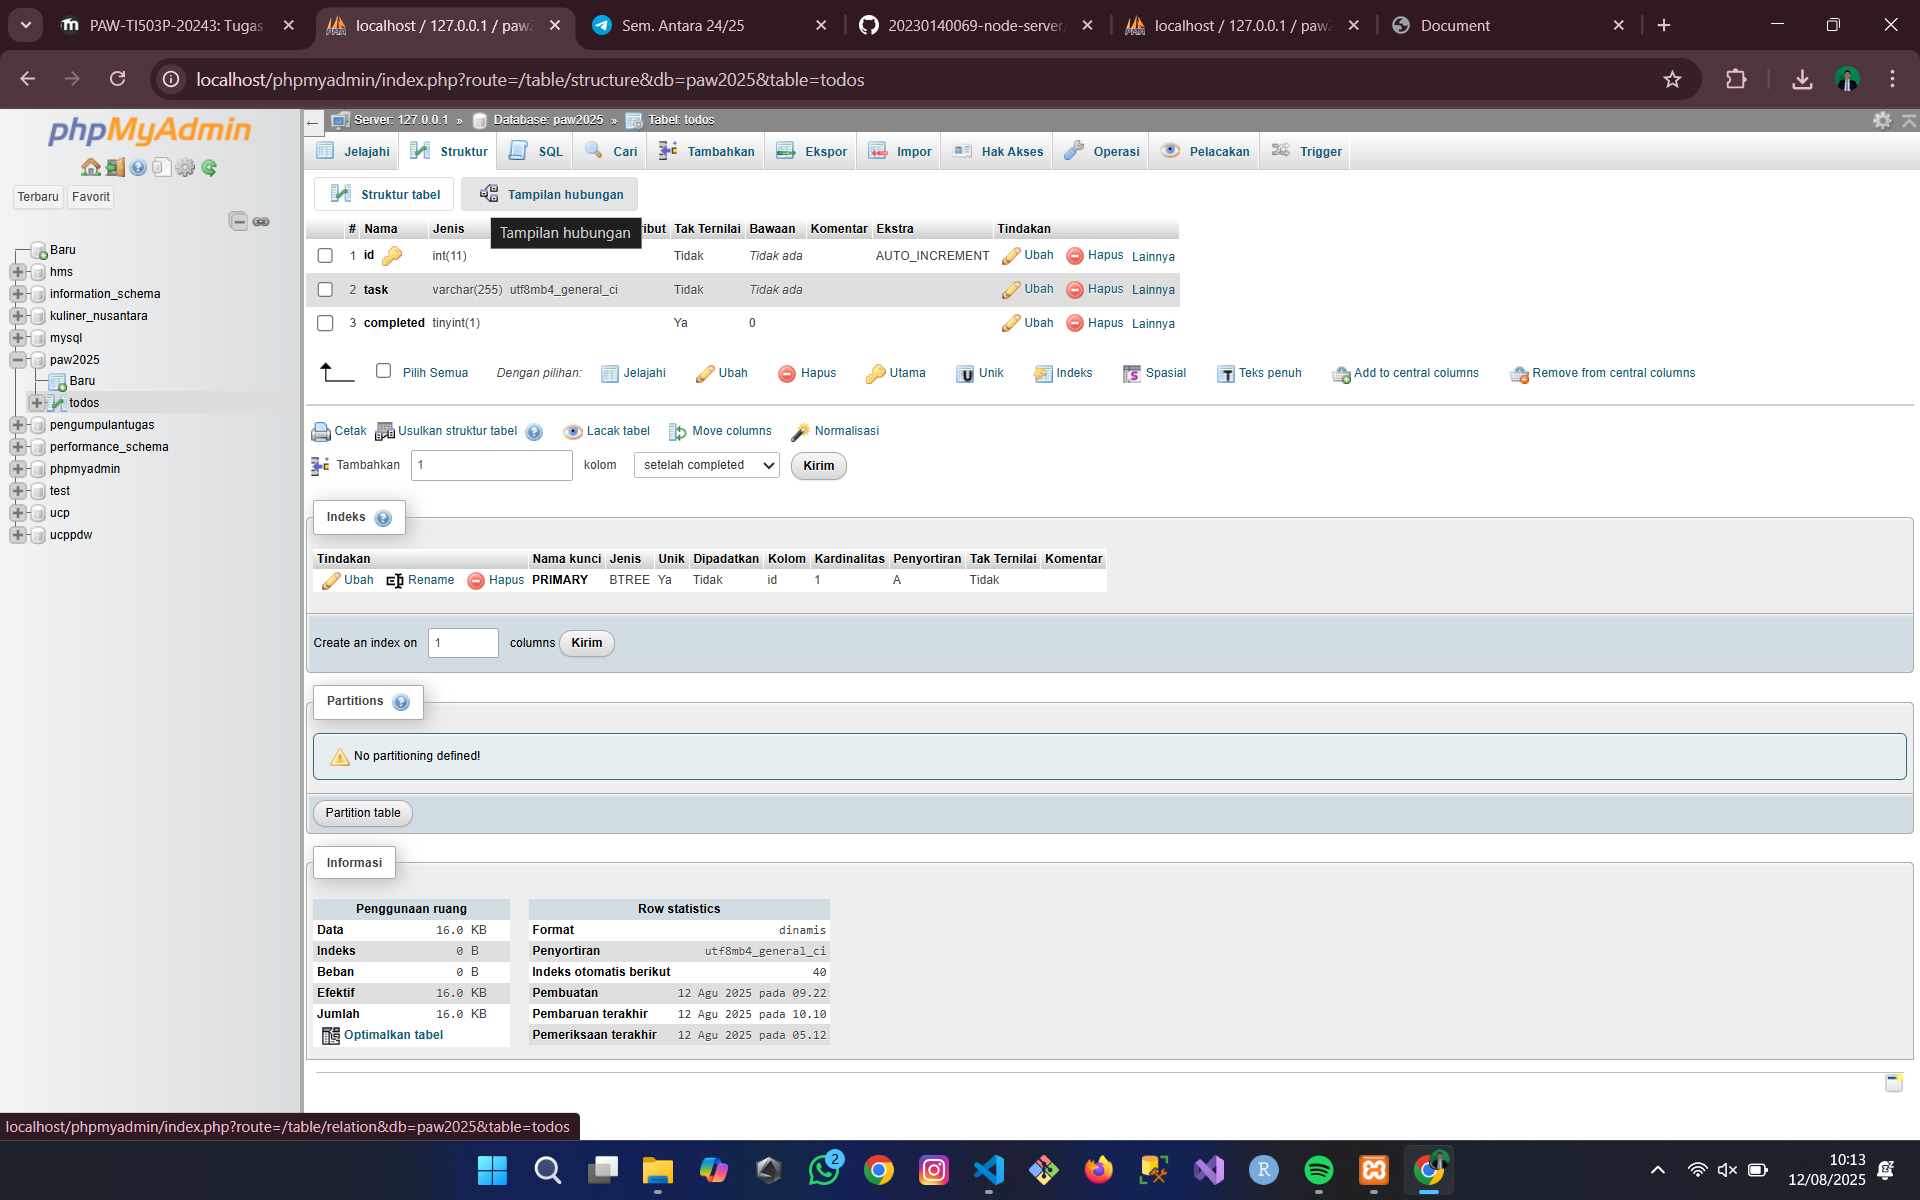 PAW-TI503P-20243: Tugas
localhost / 127.0.0.1 / paw2
Sem. Antara 24/25
20230140069-node-server/
localhost / 127.0.0.1 / paw2
Document
localhost/phpmyadmin/index.php?route=/table/structure&db=paw2025&table=todos
phpMyAdmin
Terbaru Favorit
Baru
hms
information_schema
kuliner_nusantara
mysql
paw2025
Baru
todos
pengumpulantugas
performance_schema
phpmyadmin
test
ucp
ucppdw
Server: 127.0.0.1 » Database: paw2025 » Tabel: todos
Jelajahi Struktur SQL Cari Tambahkan Ekspor Impor Hak Akses Operasi Pelacakan Trigger
Struktur tabel Tampilan hubungan
# Nama Jenis ribut Tak Ternilai Bawaan Komentar Ekstra Tindakan
Tampilan hubungan
1 id int(11) Tidak Tidak ada AUTO_INCREMENT Ubah Hapus Lainnya
2 task varchar(255) utf8mb4_general_ci Tidak Tidak ada Ubah Hapus Lainnya
3 completed tinyint(1) Ya 0 Ubah Hapus Lainnya
Pilih Semua Dengan pilihan: Jelajahi Ubah Hapus Utama Unik Indeks Spasial Teks penuh Add to central columns Remove from central columns
Cetak Usulkan struktur tabel Lacak tabel Move columns Normalisasi
Tambahkan 1 kolom setelah completed Kirim
Indeks
Tindakan Nama kunci Jenis Unik Dipadatkan Kolom Kardinalitas Penyortiran Tak Ternilai Komentar
Ubah Rename Hapus PRIMARY BTREE Ya Tidak id 1 A Tidak
Create an index on 1 columns Kirim
Partitions
No partitioning defined!
Partition table
Informasi
Penggunaan ruang
Data 16.0 KB
Indeks 0 B
Beban 0 B
Efektif 16.0 KB
Jumlah 16.0 KB
Optimalkan tabel
Row statistics
Format dinamis
Penyortiran utf8mb4_general_ci
Indeks otomatis berikut 40
Pembuatan 12 Agu 2025 pada 09.22
Pembaruan terakhir 12 Agu 2025 pada 10.10
Pemeriksaan terakhir 12 Agu 2025 pada 05.12
localhost/phpmyadmin/index.php?route=/table/relation&db=paw2025&table=todos
2
R
10:13
12/08/2025